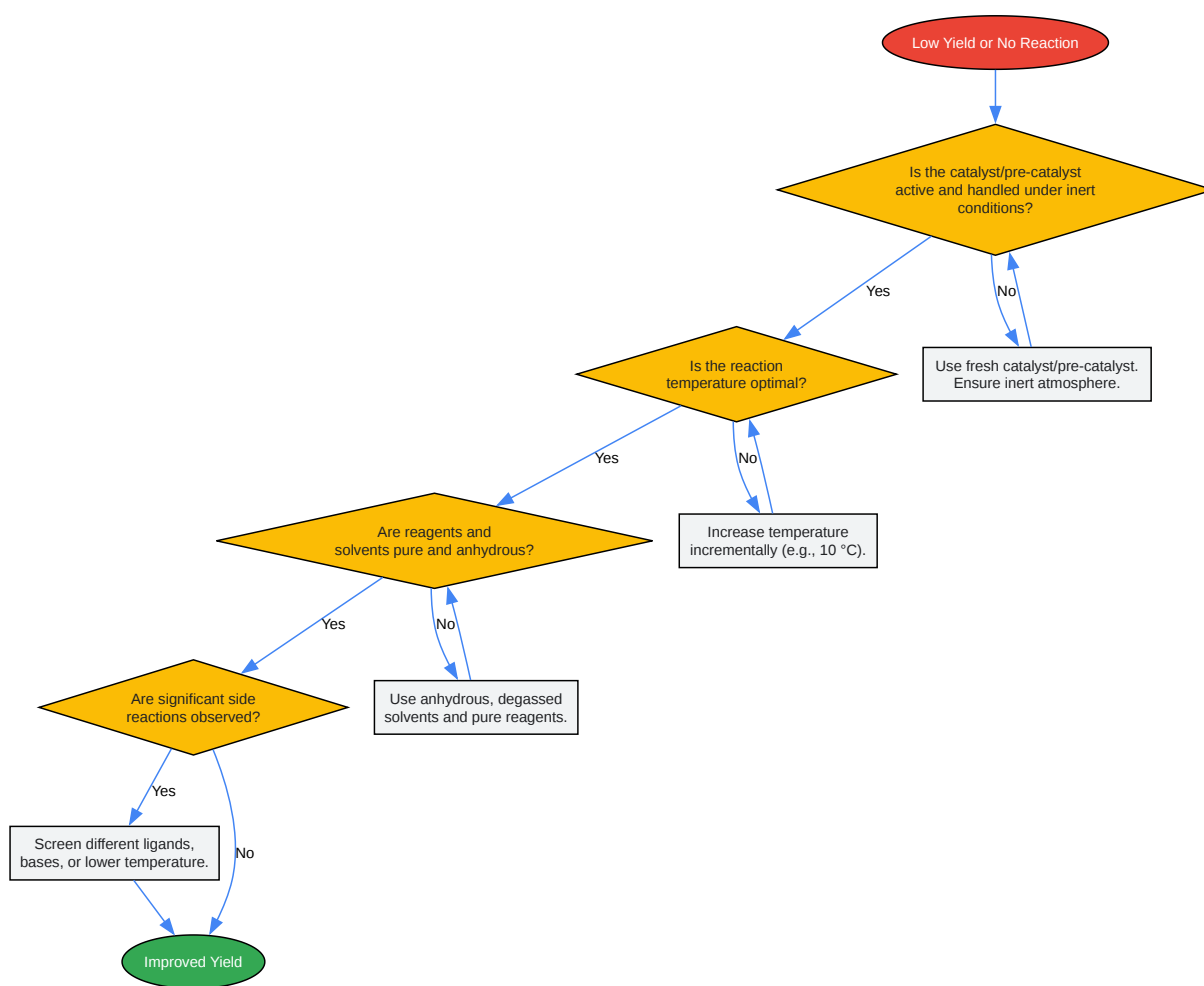 Low Yield or No Reaction
Is the catalyst/pre-catalyst
active and handled under inert
conditions?
Yes
No
Use fresh catalyst/pre-catalyst.
Ensure inert atmosphere.
Is the reaction
temperature optimal?
Yes
No
Increase temperature
incrementally (e.g., 10 °C).
Are reagents and
solvents pure and anhydrous?
Yes
No
Use anhydrous, degassed
solvents and pure reagents.
Are significant side
reactions observed?
Yes
No
Screen different ligands,
bases, or lower temperature.
Improved Yield